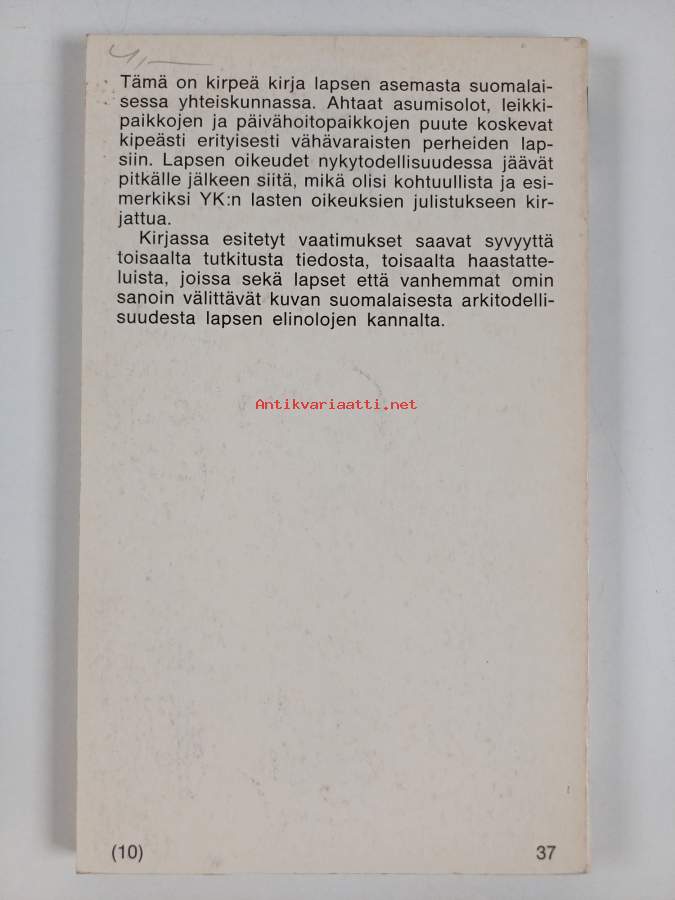 4,—
Tämä on kirpeä kirja lapsen asemasta suomalai-
sessa yhteiskunnassa. Ahtaat asumisolot, leikki-
paikkojen ja päivähoitopaikkojen puute koskevat
kipeästi erityisesti vähävaraisten perheiden lap-
siin. Lapsen oikeudet nykytodellisuudessa jäävät
pitkälle jälkeen siitä, mikä olisi kohtuullista ja esi-
merkiksi YK:n lasten oikeuksien julistukseen kir-
jattua.
Kirjassa esitetyt vaatimukset saavat syvyyttä
toisaalta tutkitusta tiedosta, toisaalta haastatte-
luista, joissa sekä lapset että vanhemmat omin
sanoin välittävät kuvan suomalaisesta arkitodelli-
suudesta lapsen elinolojen kannalta.
Antikvariaatti.net
(10) 37